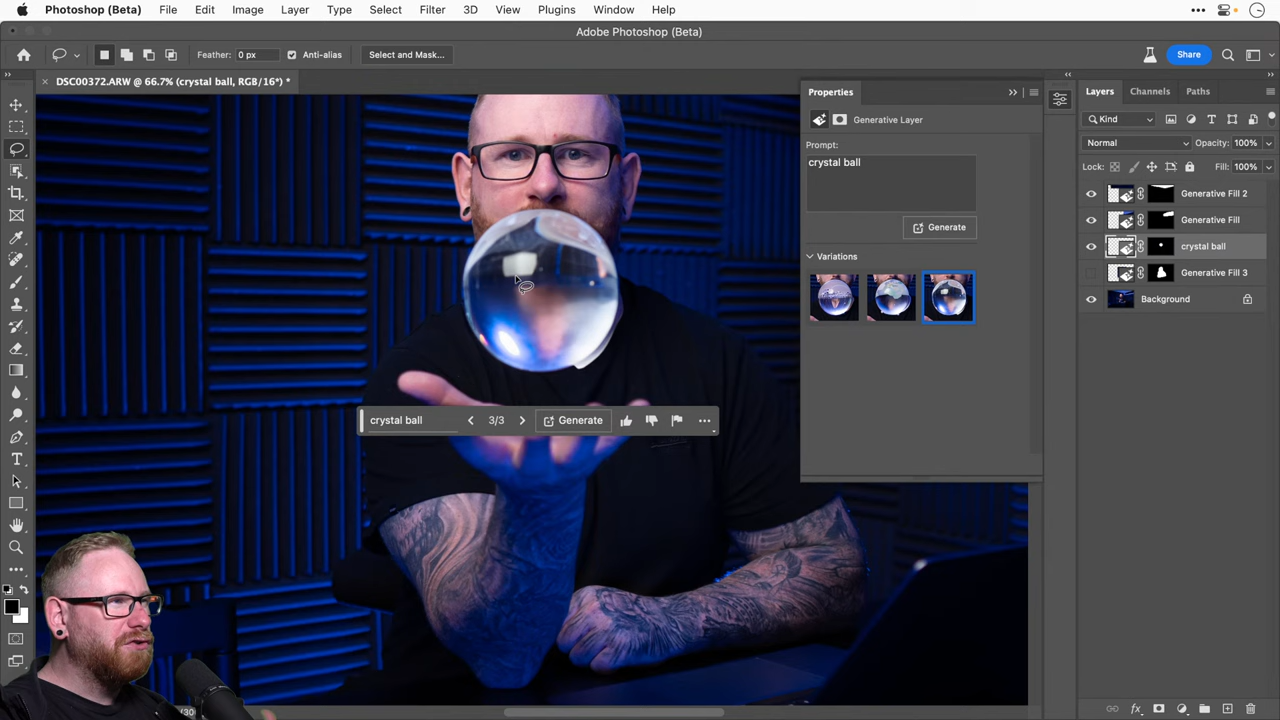 Photoshop (Beta) File Edit Image Layer Type Select Filter 3D View Plugins Window Help
Adobe Photoshop (Beta)
Feather: 0 px Anti-alias Select and Mask... Share
DSC00372.ARW @ 66.7% (crystal ball, RGB/16*) *
Properties
Generative Layer
Prompt:
crystal ball
Generate
Variations
crystal ball 3/3 Generate
Layers Channels Paths
Kind
Normal Opacity: 100%
Lock: Fill: 100%
Generative Fill 2
Generative Fill
crystal ball
Generative Fill 3
Background